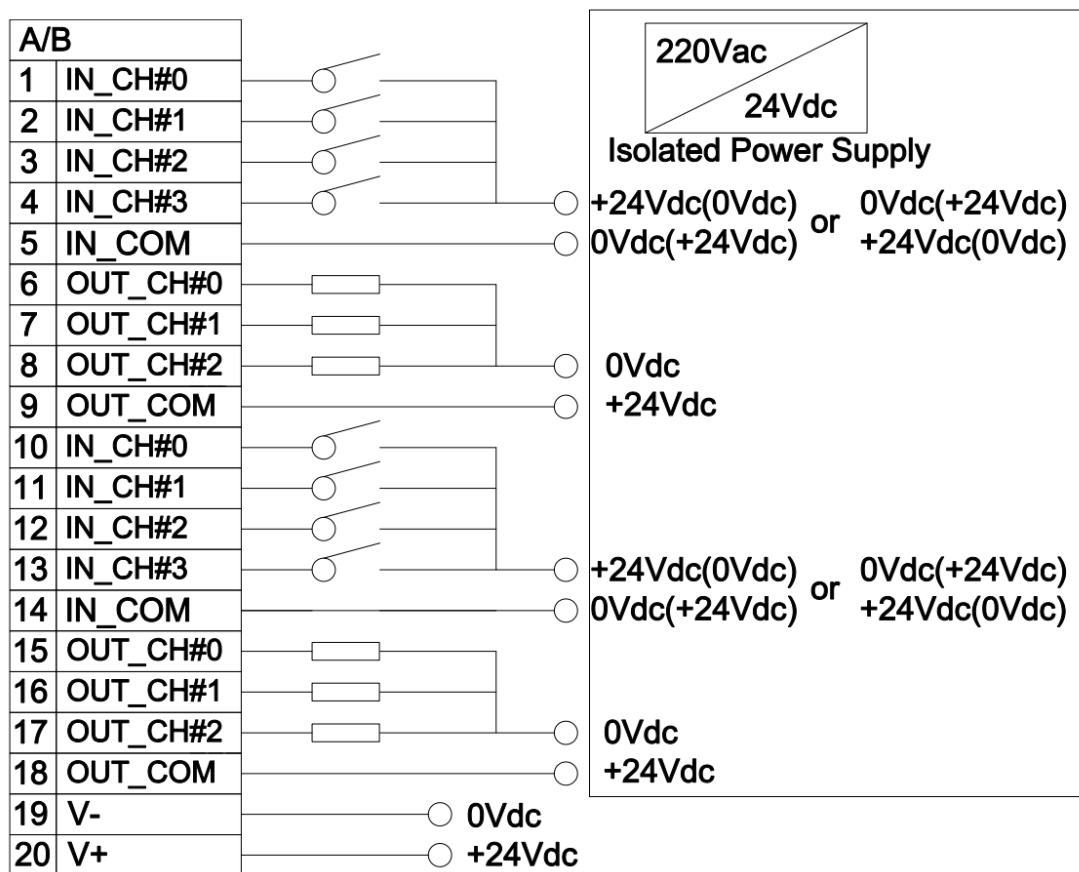 A/B
1 IN_CH#0
2 IN_CH#1
3 IN_CH#2
4 IN_CH#3
5 IN_COM
6 OUT_CH#0
7 OUT_CH#1
8 OUT_CH#2
9 OUT_COM
10 IN_CH#0
11 IN_CH#1
12 IN_CH#2
13 IN_CH#3
14 IN_COM
15 OUT_CH#0
16 OUT_CH#1
17 OUT_CH#2
18 OUT_COM
19 V-
20 V+
220Vac
24Vdc
Isolated Power Supply
+24Vdc(0Vdc) or 0Vdc(+24Vdc)
0Vdc(+24Vdc) +24Vdc(0Vdc)
0Vdc
+24Vdc
+24Vdc(0Vdc) or 0Vdc(+24Vdc)
0Vdc(+24Vdc) +24Vdc(0Vdc)
0Vdc
+24Vdc
0Vdc
+24Vdc